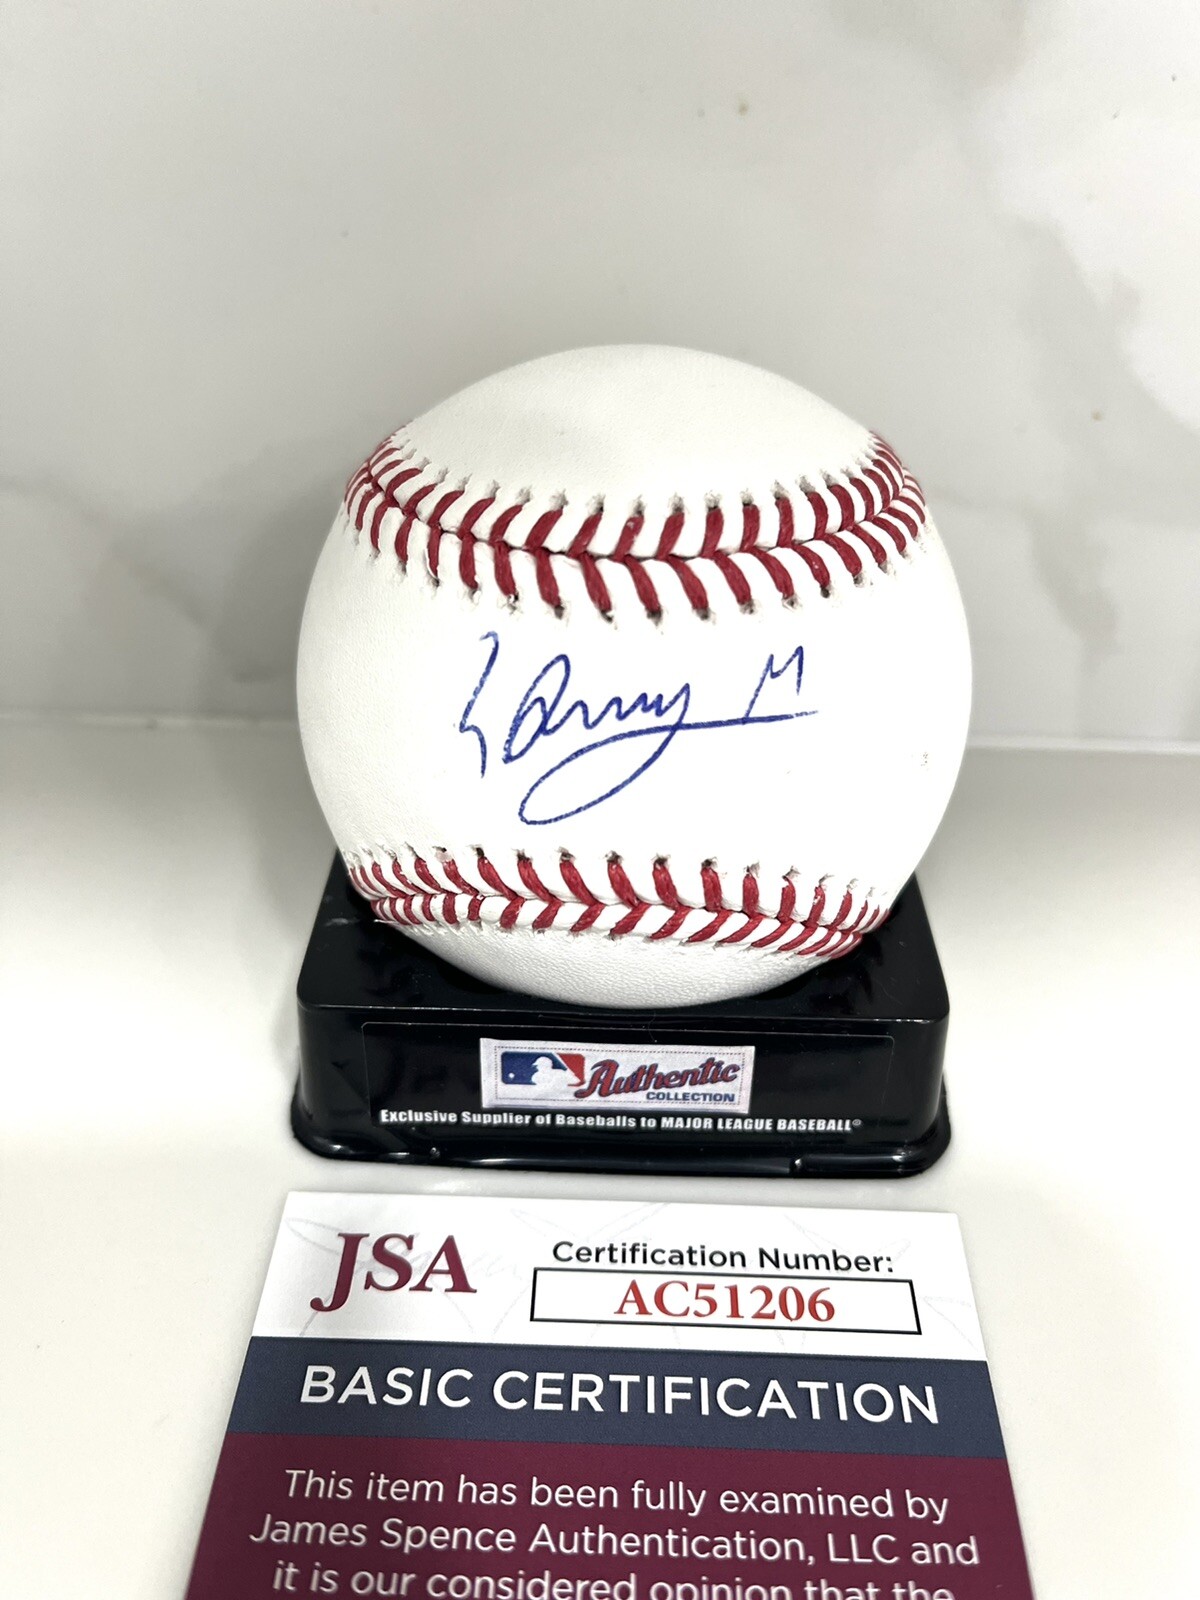 Authentic
COLLECTION
Exclusive Supplier of Baseballs to MAJOR LEAGUE BASEBALL®
JSA
Certification Number:
AC51206
BASIC CERTIFICATION
This item has been fully examined by
James Spence Authentication, LLC and
it is our considered opinion that the